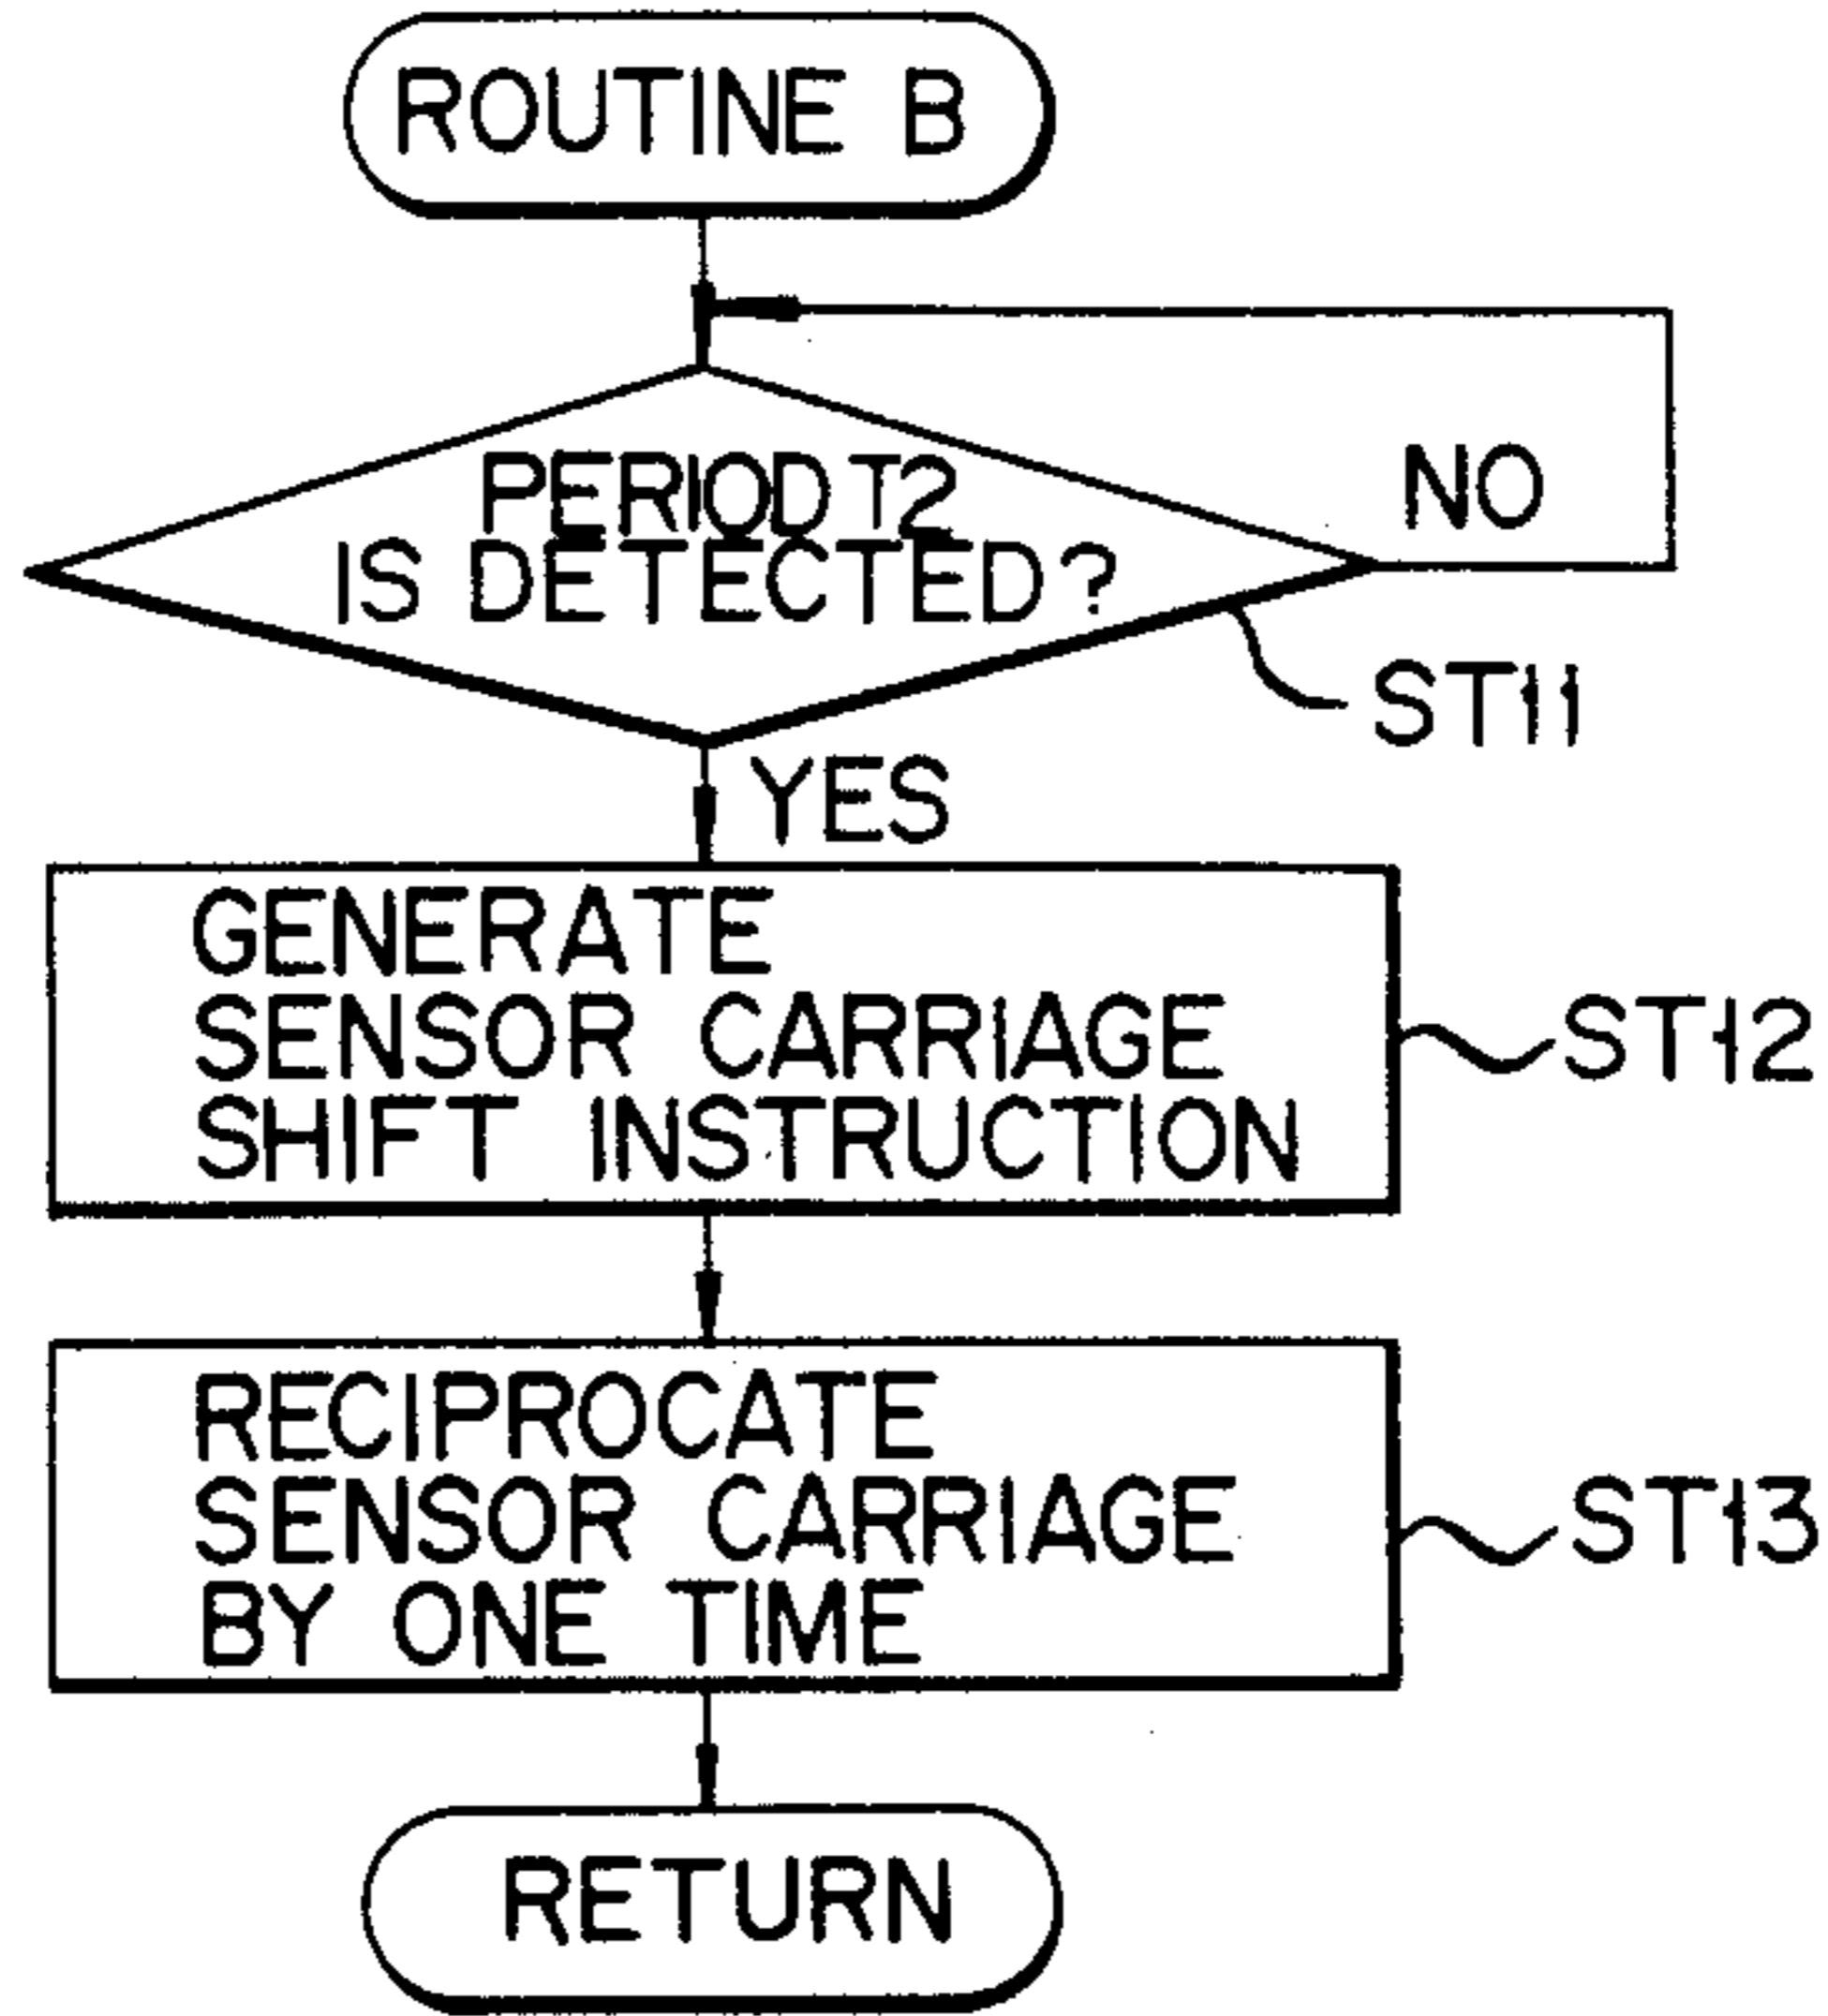 ROUTINE B
PERIOD T2
IS DETECTED?
NO
ST11
YES
GENERATE
SENSOR CARRIAGE
SHIFT INSTRUCTION
ST12
RECIPROCATE
SENSOR CARRIAGE
BY ONE TIME
ST13
RETURN